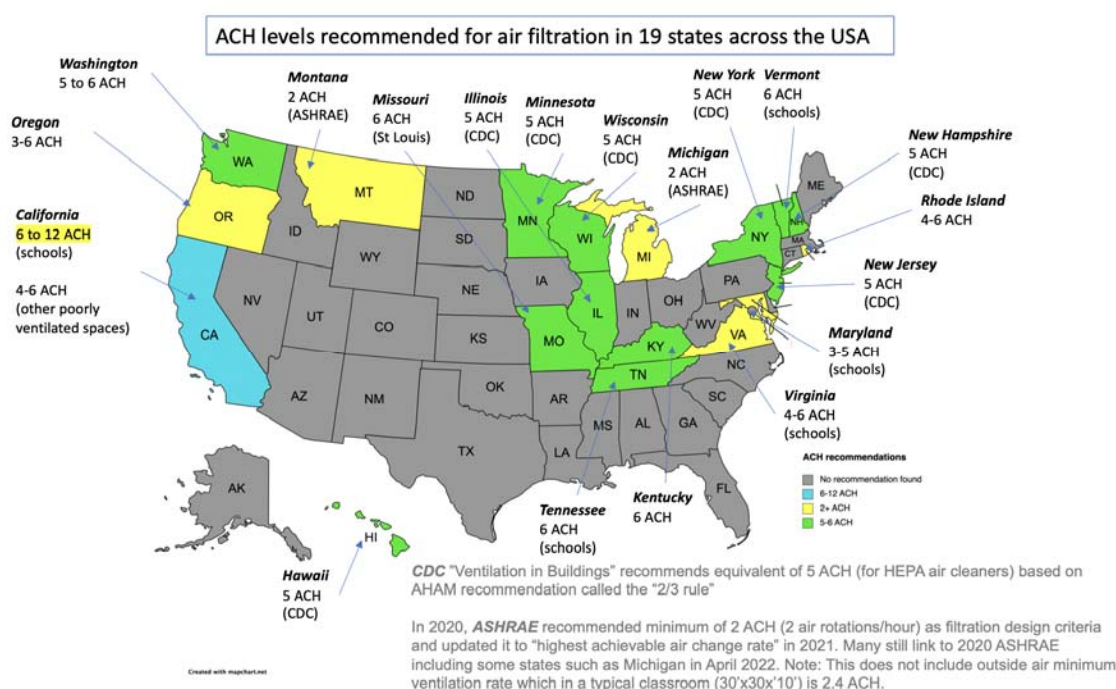 ACH levels recommended for air filtration in 19 states across the USA
Washington
5 to 6 ACH
Oregon
3-6 ACH
California
6 to 12 ACH
(schools)
4-6 ACH
(other poorly
ventilated spaces)
Montana
2 ACH
(ASHRAE)
Missouri
6 ACH
(St Louis)
Illinois
5 ACH
(CDC)
Minnesota
5 ACH
(CDC)
Wisconsin
5 ACH
(CDC)
Michigan
2 ACH
(ASHRAE)
New York
5 ACH
(CDC)
Vermont
6 ACH
(schools)
New Hampshire
5 ACH
(CDC)
Rhode Island
4-6 ACH
New Jersey
5 ACH
(CDC)
Maryland
3-5 ACH
(schools)
Virginia
4-6 ACH
(schools)
Kentucky
6 ACH
Tennessee
6 ACH
(schools)
Hawaii
5 ACH
(CDC)
WA
OR
CA
MT
ID
NV
WY
UT
AZ
CO
NM
ND
SD
NE
KS
OK
TX
MN
IA
MO
AR
LA
WI
IL
MI
IN
OH
KY
TN
MS
AL
GA
FL
SC
NC
VA
WV
PA
NY
NH
ME
MA
CT
AK
HI
ACH recommendations
No recommendation found
6-12 ACH
2+ ACH
5-6 ACH
CDC "Ventilation in Buildings" recommends equivalent of 5 ACH (for HEPA air cleaners) based on
AHAM recommendation called the "2/3 rule"
In 2020, ASHRAE recommended minimum of 2 ACH (2 air rotations/hour) as filtration design criteria
and updated it to "highest achievable air change rate" in 2021. Many still link to 2020 ASHRAE
including some states such as Michigan in April 2022. Note: This does not include outside air minimum
ventilation rate which in a typical classroom (30'x30x'10') is 2.4 ACH.
Created with mapchart.net